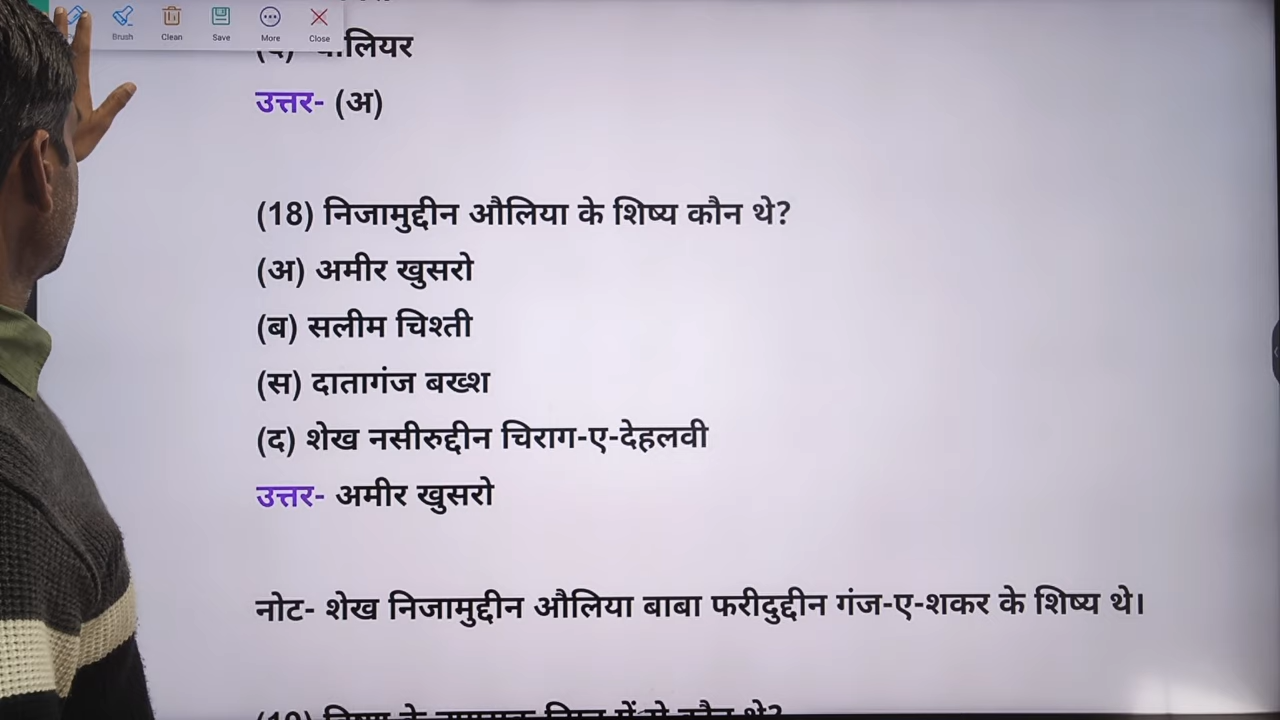 Brush Clean Save More Close
उत्तर- (अ)
(18) निजामुद्दीन औलिया के शिष्य कौन थे?
(अ) अमीर खुसरो
(ब) सलीम चिश्ती
(स) दातागंज बख्श
(द) शेख नसीरुद्दीन चिराग-ए-देहलवी
उत्तर- अमीर खुसरो
नोट- शेख निजामुद्दीन औलिया बाबा फरीदुद्दीन गंज-ए-शकर के शिष्य थे।